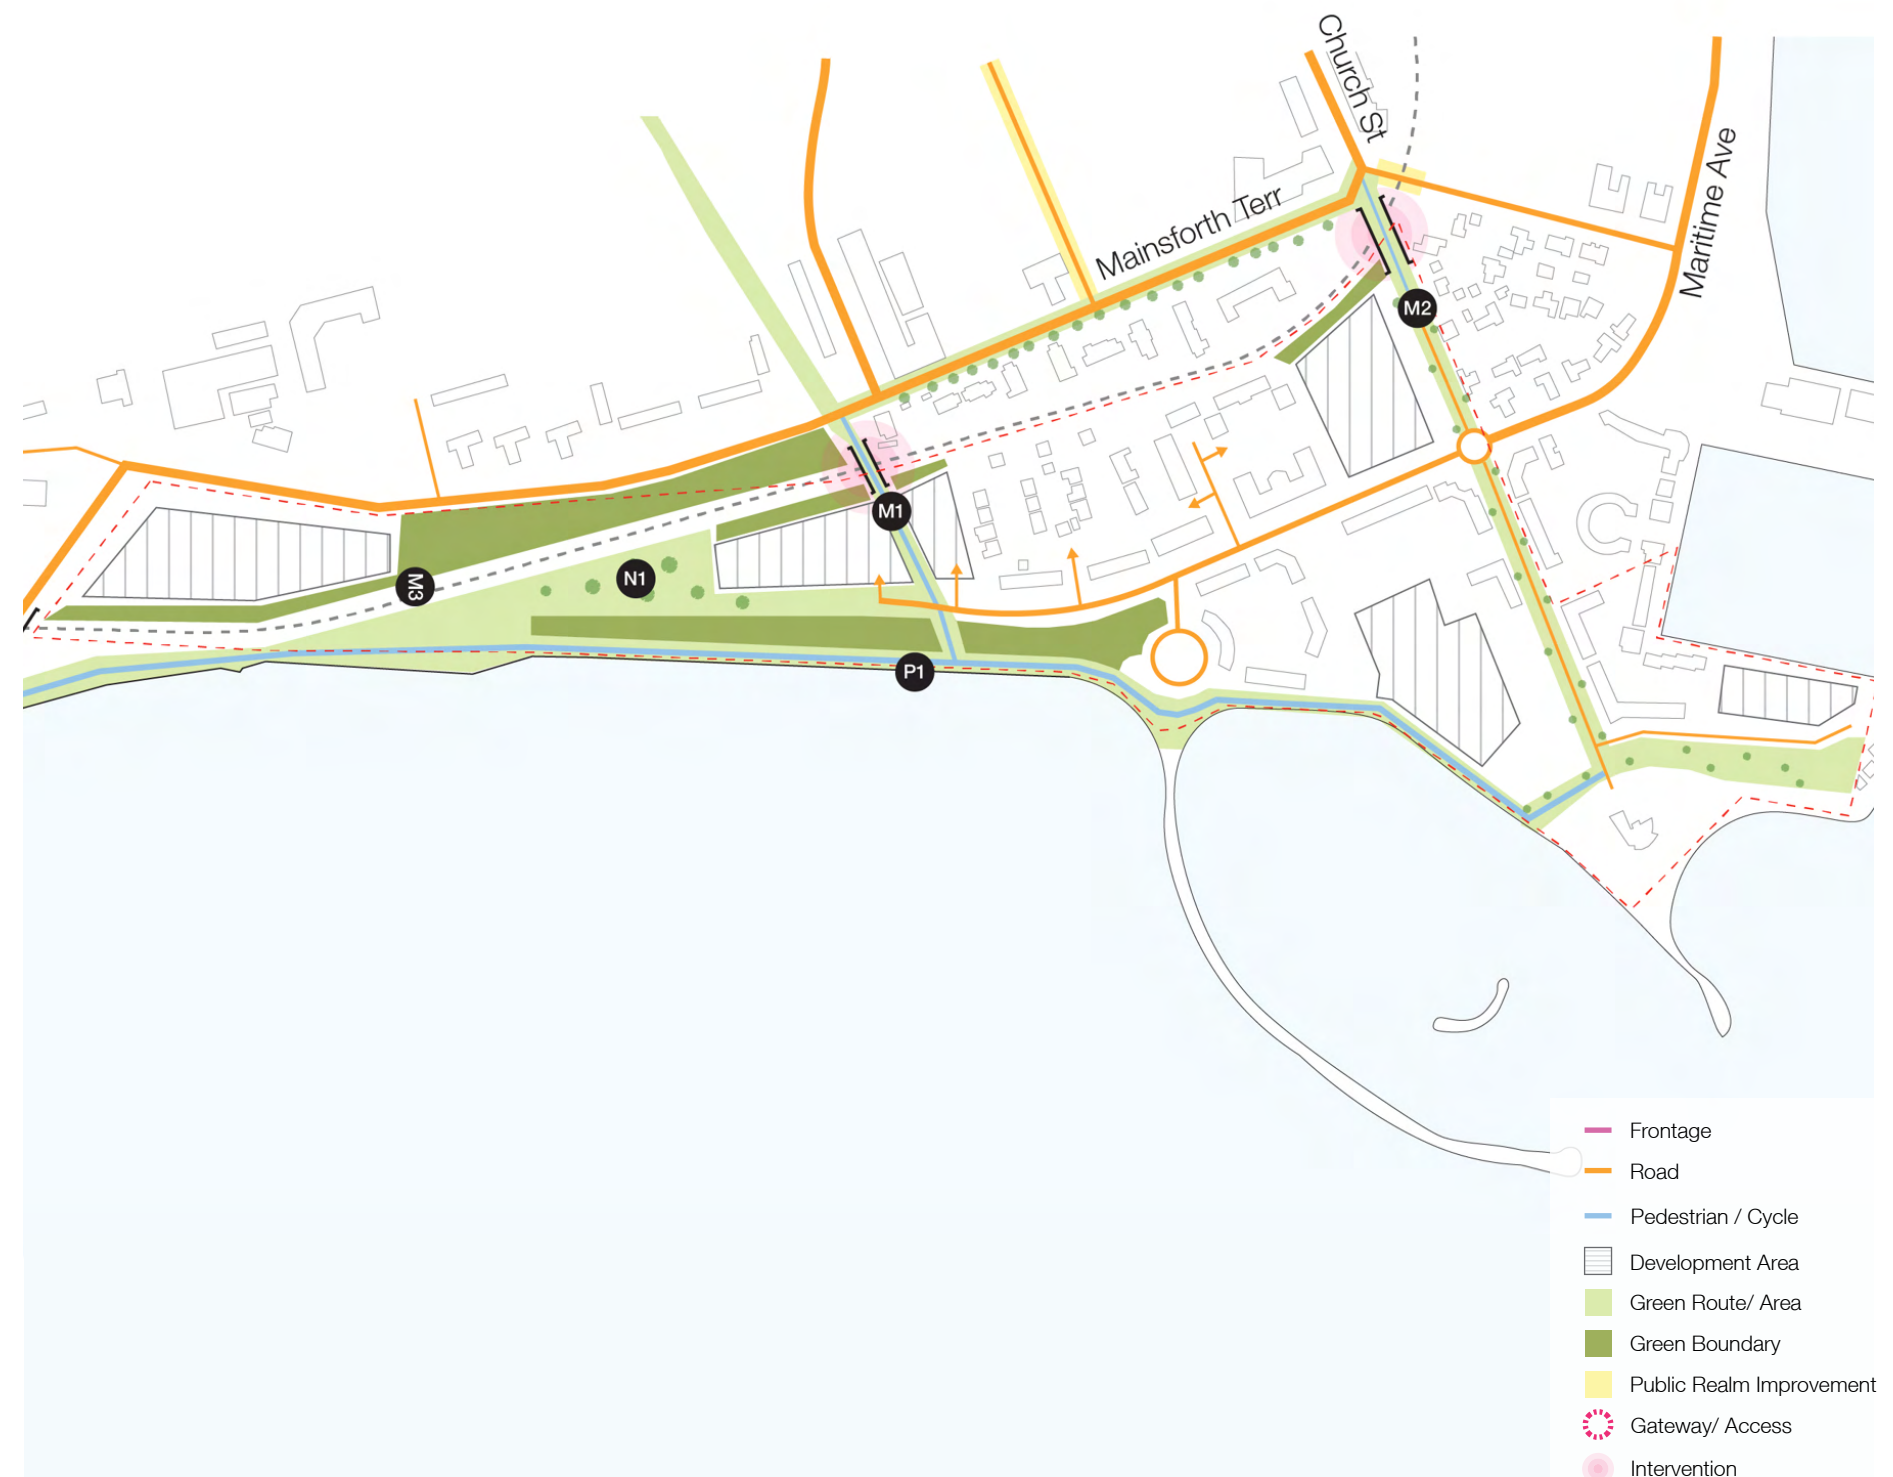 Church St
Mainsforth Terr
Maritime Ave
M2
M1
M3
N1
P1
Frontage
Road
Pedestrian / Cycle
Development Area
Green Route/ Area
Green Boundary
Public Realm Improvement
Gateway/ Access
Intervention